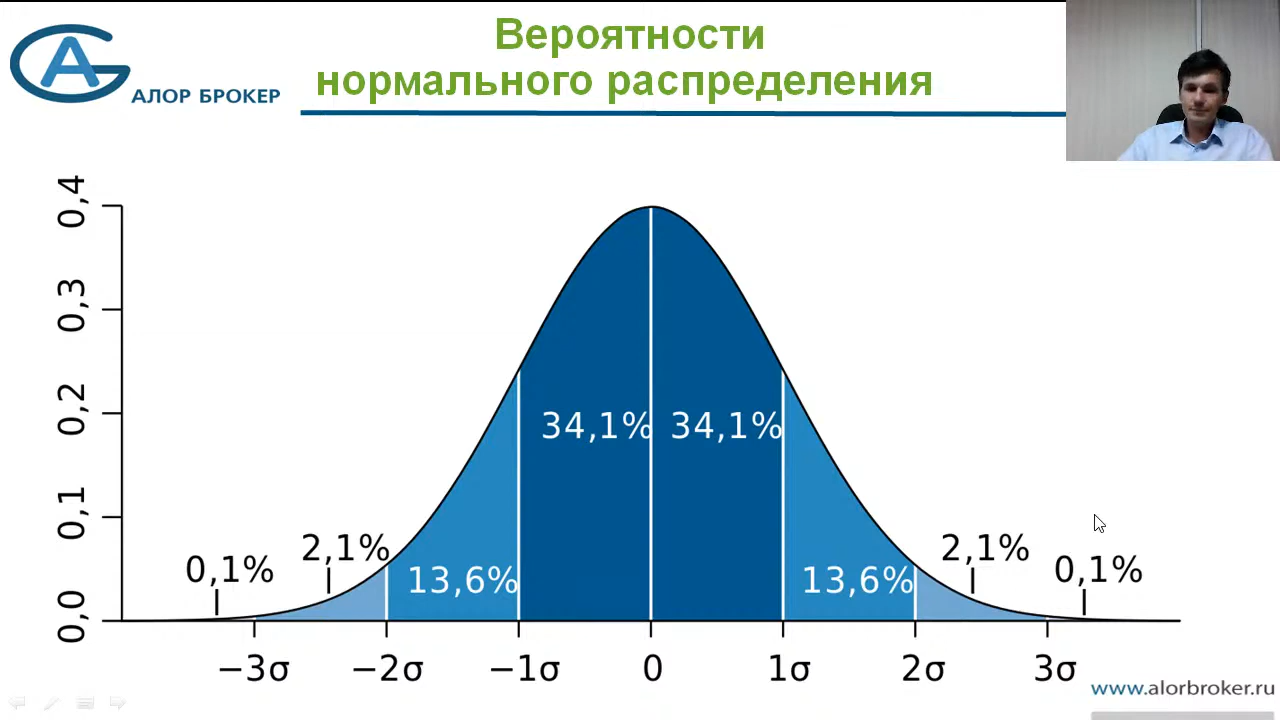 Вероятности
нормального распределения
АЛОР БРОКЕР
0,4
0,3
0,2
0,1
0,0
34,1% 34,1%
0,1% 2,1% 13,6% 13,6% 2,1% 0,1%
−3σ −2σ −1σ 0 1σ 2σ 3σ
www.alorbroker.ru